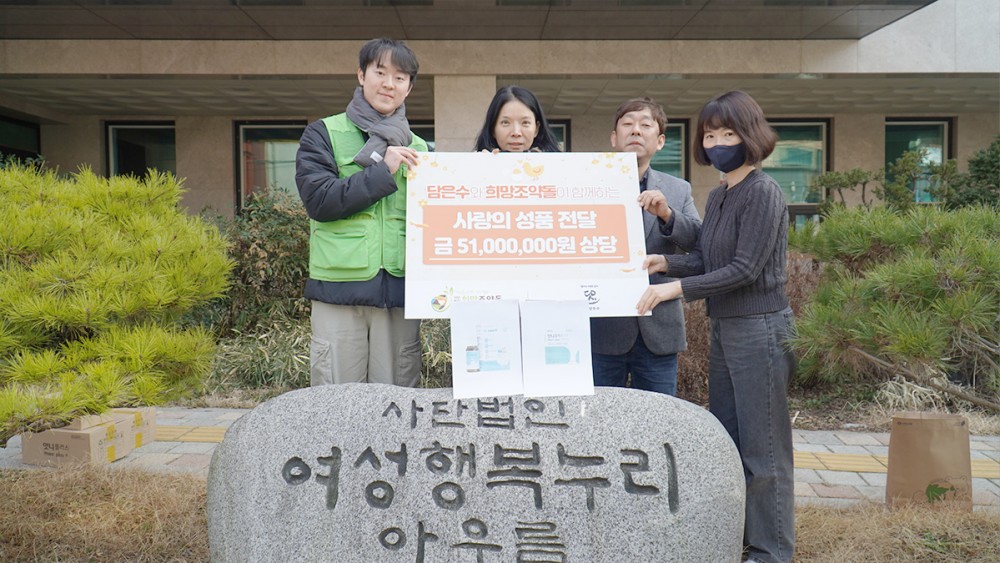 담은수와 희망조약돌이 함께하는
사랑의 성품 전달
금 51,000,000원 상당
희망조약돌
사단법인
여성행복누리
아우름